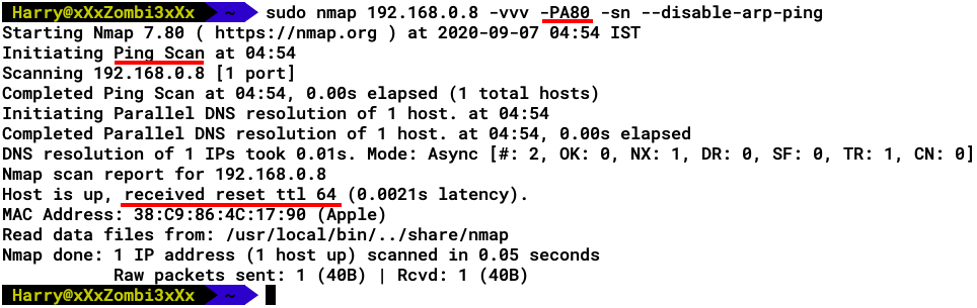 Harry@xXxZombi3xXx ~ sudo nmap 192.168.0.8 -vvv -PA80 -sn --disable-arp-ping
Starting Nmap 7.80 ( https://nmap.org ) at 2020-09-07 04:54 IST
Initiating Ping Scan at 04:54
Scanning 192.168.0.8 [1 port]
Completed Ping Scan at 04:54, 0.00s elapsed (1 total hosts)
Initiating Parallel DNS resolution of 1 host. at 04:54
Completed Parallel DNS resolution of 1 host. at 04:54, 0.00s elapsed
DNS resolution of 1 IPs took 0.01s. Mode: Async [#: 2, OK: 0, NX: 1, DR: 0, SF: 0, TR: 1, CN: 0]
Nmap scan report for 192.168.0.8
Host is up, received reset ttl 64 (0.0021s latency).
MAC Address: 38:C9:86:4C:17:90 (Apple)
Read data files from: /usr/local/bin/../share/nmap
Nmap done: 1 IP address (1 host up) scanned in 0.05 seconds
Raw packets sent: 1 (40B) | Rcvd: 1 (40B)
Harry@xXxZombi3xXx ~